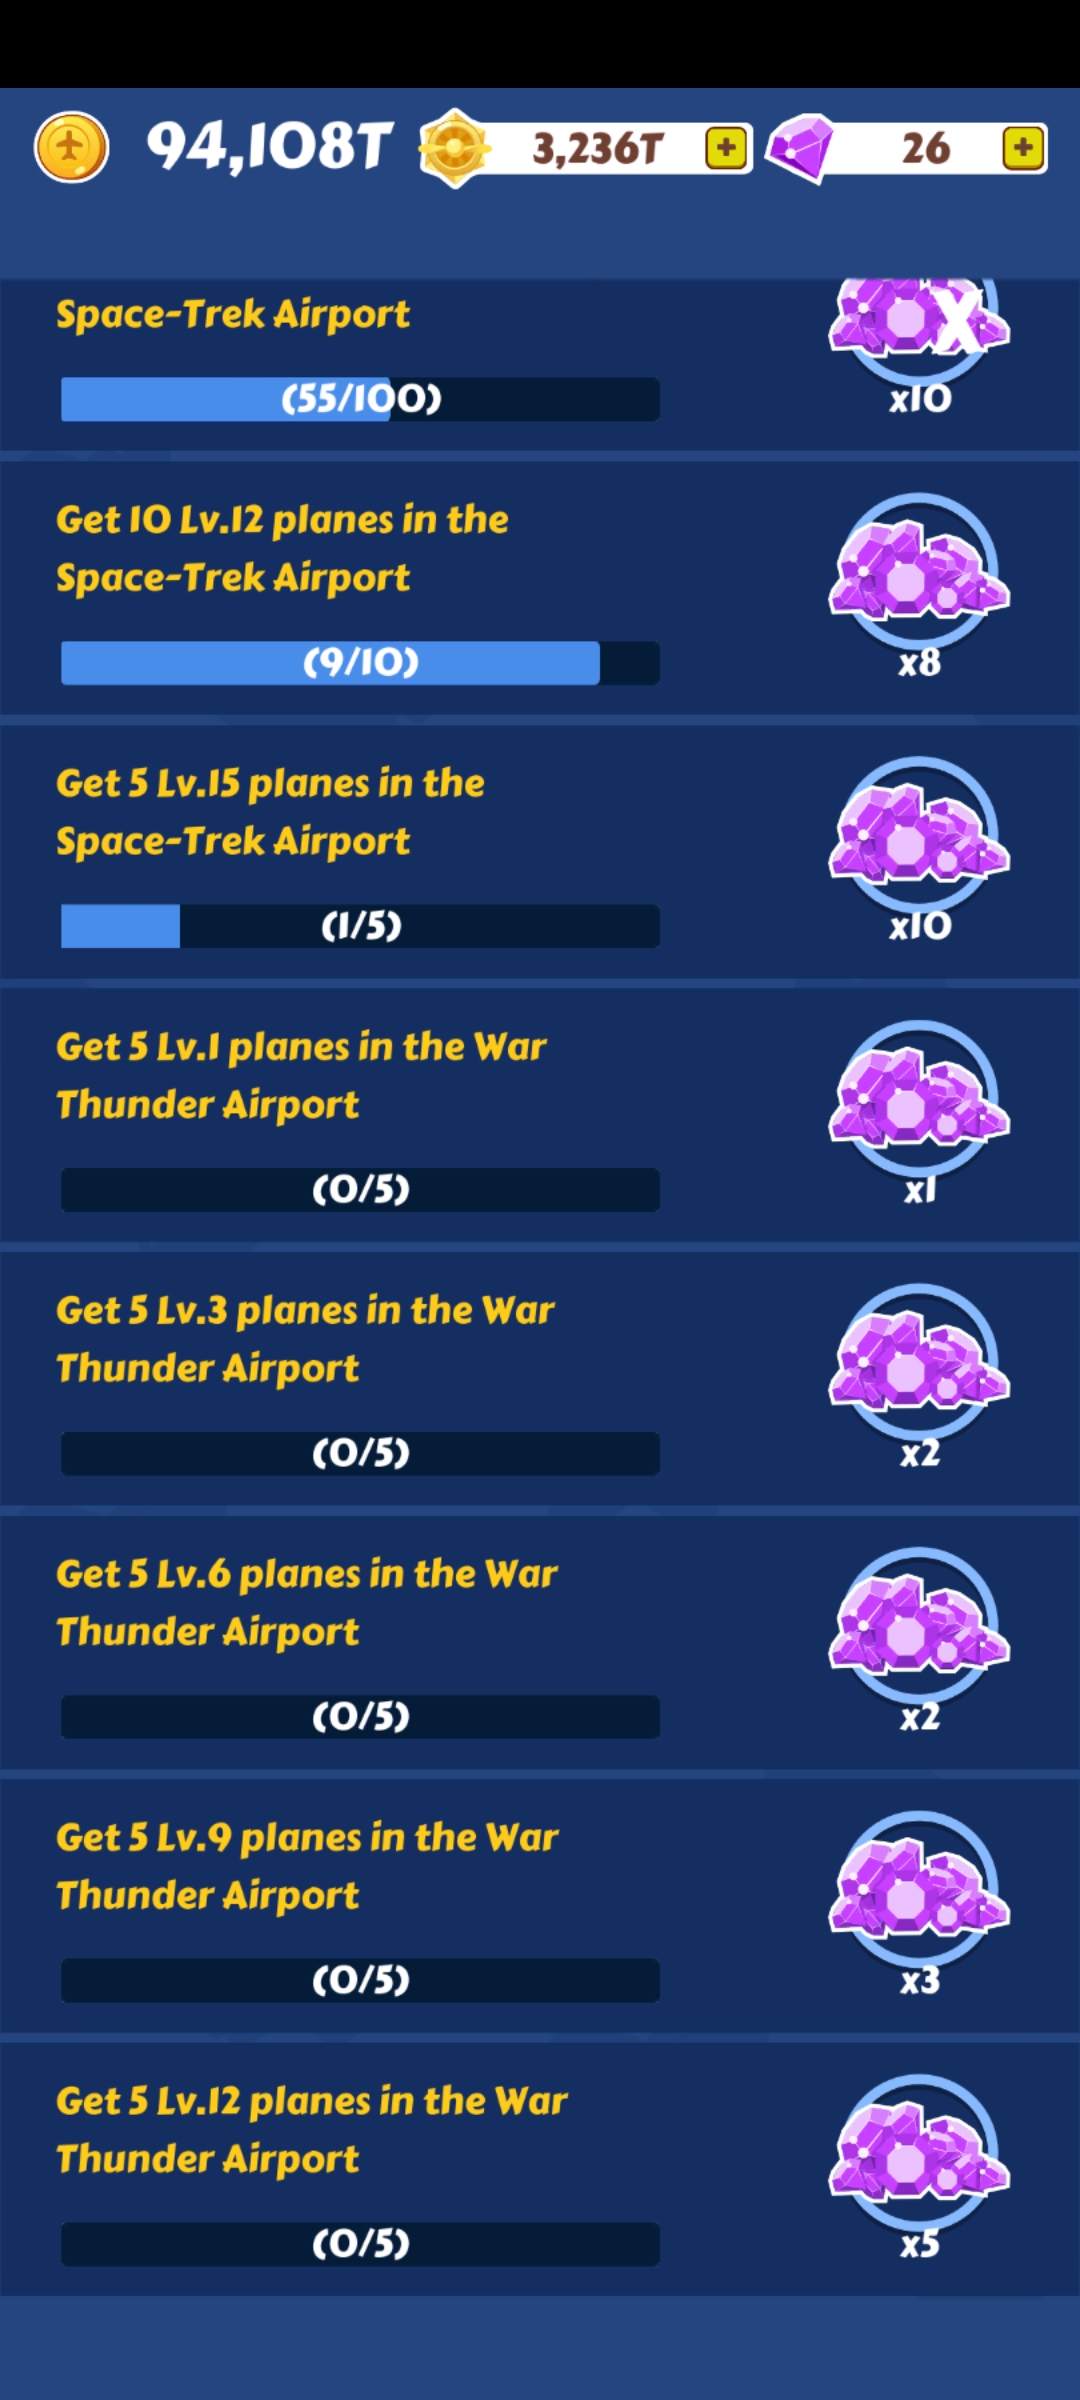 94,108T 3,236T + 26 +
Space-Trek Airport
X
(55/100)
x10
Get 10 Lv.12 planes in the
Space-Trek Airport
(9/10)
x8
Get 5 Lv.15 planes in the
Space-Trek Airport
(1/5)
x10
Get 5 Lv.1 planes in the War
Thunder Airport
(0/5)
x1
Get 5 Lv.3 planes in the War
Thunder Airport
(0/5)
x2
Get 5 Lv.6 planes in the War
Thunder Airport
(0/5)
x2
Get 5 Lv.9 planes in the War
Thunder Airport
(0/5)
x3
Get 5 Lv.12 planes in the War
Thunder Airport
(0/5)
x5